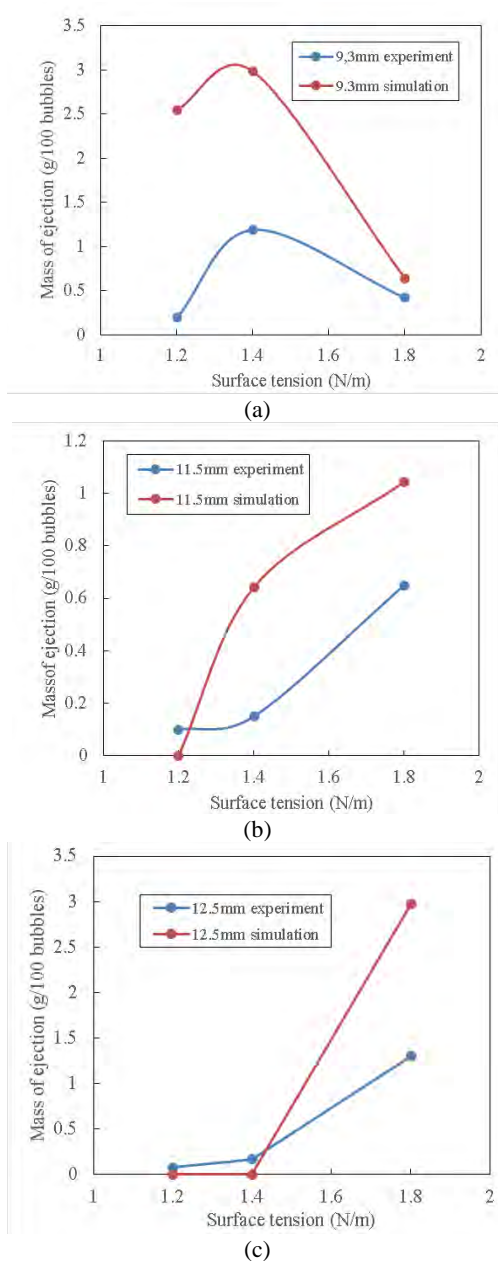 3.5
3
2.5
2
1.5
1
0.5
0
9,3mm experiment
9.3mm simulation
Mass of ejection (g/100 bubbles)
1 1.2 1.4 1.6 1.8 2
Surface tension (N/m)
(a)
1.2
1
0.8
0.6
0.4
0.2
0
11.5mm experiment
11.5mm simulation
Massof ejection (g/100 bubbles)
1 1.2 1.4 1.6 1.8 2
Surface tension (N/m)
(b)
3.5
3
2.5
2
1.5
1
0.5
0
12.5mm experiment
12.5mm simulation
Mass of ejection (g/100 bubbles)
1 1.2 1.4 1.6 1.8 2
Surface tension (N/m)
(c)